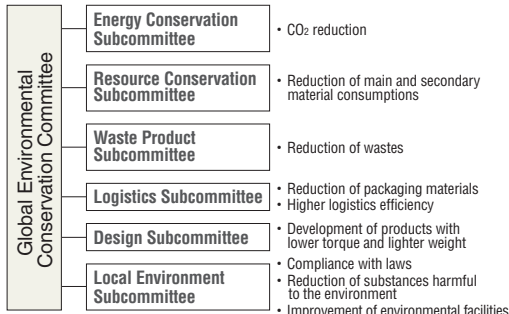 Global Environmental
Conservation Committee
Energy Conservation
Subcommittee
• CO2 reduction
Resource Conservation
Subcommittee
• Reduction of main and secondary
material consumptions
Waste Product
Subcommittee
• Reduction of wastes
Logistics Subcommittee
• Reduction of packaging materials
• Higher logistics efficiency
Design Subcommittee
• Development of products with
lower torque and lighter weight
Local Environment
Subcommittee
• Compliance with laws
• Reduction of substances harmful
to the environment
• Improvement of environmental facilities